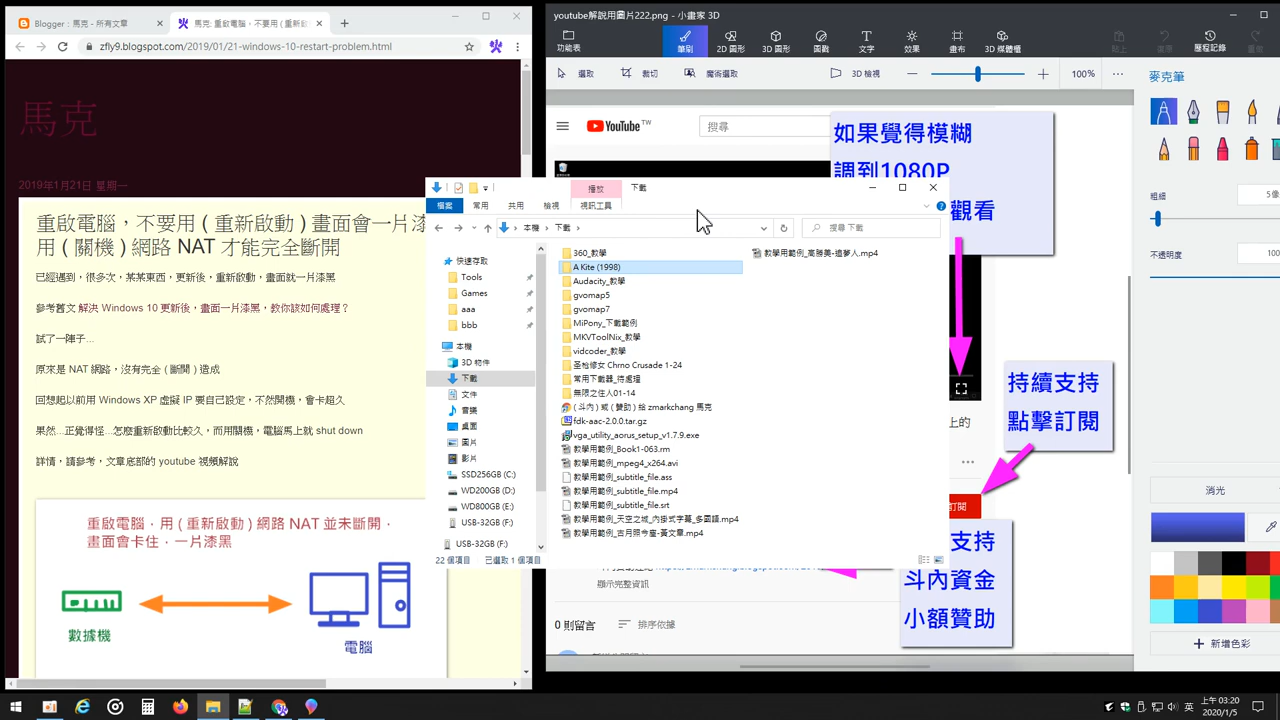 Blogger：馬克 - 所有文章
馬克: 重啟電腦，不要用 ( 重新啟
zfly9.blogspot.com/2019/01/21-windows-10-restart-problem.html
馬克
2019年1月21日 星期一
重啟電腦，不要用 ( 重新啟動 ) 畫面會一片漆
用 ( 關機 ) 網路 NAT 才能完全斷開
已經遇到，很多次，某某東西，更新後，重新啟動，畫面就一片漆黑
參考舊文 解決 Windows 10 更新後，畫面一片漆黑，教你該如何處理？
試了一陣子...
原來是 NAT 網路，沒有完全 ( 斷開 ) 造成
回想起以前用 Windows XP 虛擬 IP 要自己設定，不然開機，會卡超久
果然...正覺得怪...怎麼重新啟動比較久，而用關機，電腦馬上就 shut down
詳情，請參考，文章底部的 youtube 視頻解說
重啟電腦，用 ( 重新啟動 ) 網路 NAT 並未斷開，
畫面會卡住，一片漆黑
數據機
電腦
youtube解說用圖片222.png - 小畫家 3D
功能表
筆刷
2D 圖形
3D 圖形
圖戳
文字
效果
畫布
3D 媒體櫃
貼上
復原
歷程記錄
重做
選取
裁切
魔術選取
3D 檢視
100%
麥克筆
粗細
5 像
不透明度
100
消光
新增色彩
YouTube TW
搜尋
如果覺得模糊
調到1080P
觀看
持續支持
點擊訂閱
上的
訂閱
支持
斗內資金
小額贊助
顯示完整資訊
0 則留言
排序依據
播放
下載
檔案
常用
共用
檢視
視訊工具
本機
下載
搜尋 下載
快速存取
Tools
Games
aaa
bbb
本機
3D 物件
下載
文件
音樂
桌面
圖片
影片
SSD256GB (C:)
WD200GB (D:)
WD800GB (E:)
USB-32GB (F:)
USB-32GB (F:)
360_教學
A Kite (1998)
Audacity_教學
gvomap5
gvomap7
MiPony_下載範例
MKVToolNix_教學
vidcoder_教學
圣枪修女 Chrno Crusade 1-24
常用下載器_待處理
無限之住人01-14
( 斗內 ) 或 ( 贊助 ) 給 zmarkchang 馬克
fdk-aac-2.0.0.tar.gz
vga_utility_aorus_setup_v1.7.9.exe
教學用範例_Book1-063.rm
教學用範例_mpeg4_x264.avi
教學用範例_subtitle_file.ass
教學用範例_subtitle_file.mp4
教學用範例_subtitle_file.srt
教學用範例_天空之城_內掛式字幕_多國語.mp4
教學用範例_古月照今塵-黃文章.mp4
教學用範例_高勝美-追夢人.mp4
22 個項目
已選取 1 個項目
英
上午 03:20
2020/1/5